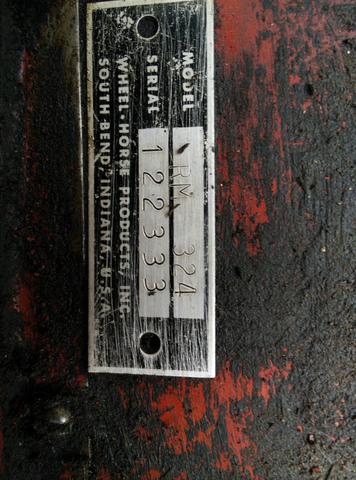 MODEL RM 324
SERIAL 122333
WHEEL-HORSE PRODUCTS, INC.
SOUTH BEND, INDIANA, U.S.A.